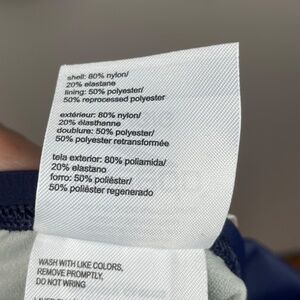 shell: 80% nylon/
20% elastane
lining: 50% polyester/
50% reprocessed polyester
extérieur: 80% nylon/
20% élasthanne
doublure: 50% polyester/
50% polyester retransformée
tela exterior: 80% poliamida/
20% elastano
forro: 50% poliéster/
50% poliéster regenerado
WASH WITH LIKE COLORS,
REMOVE PROMPTLY,
DO NOT WRING